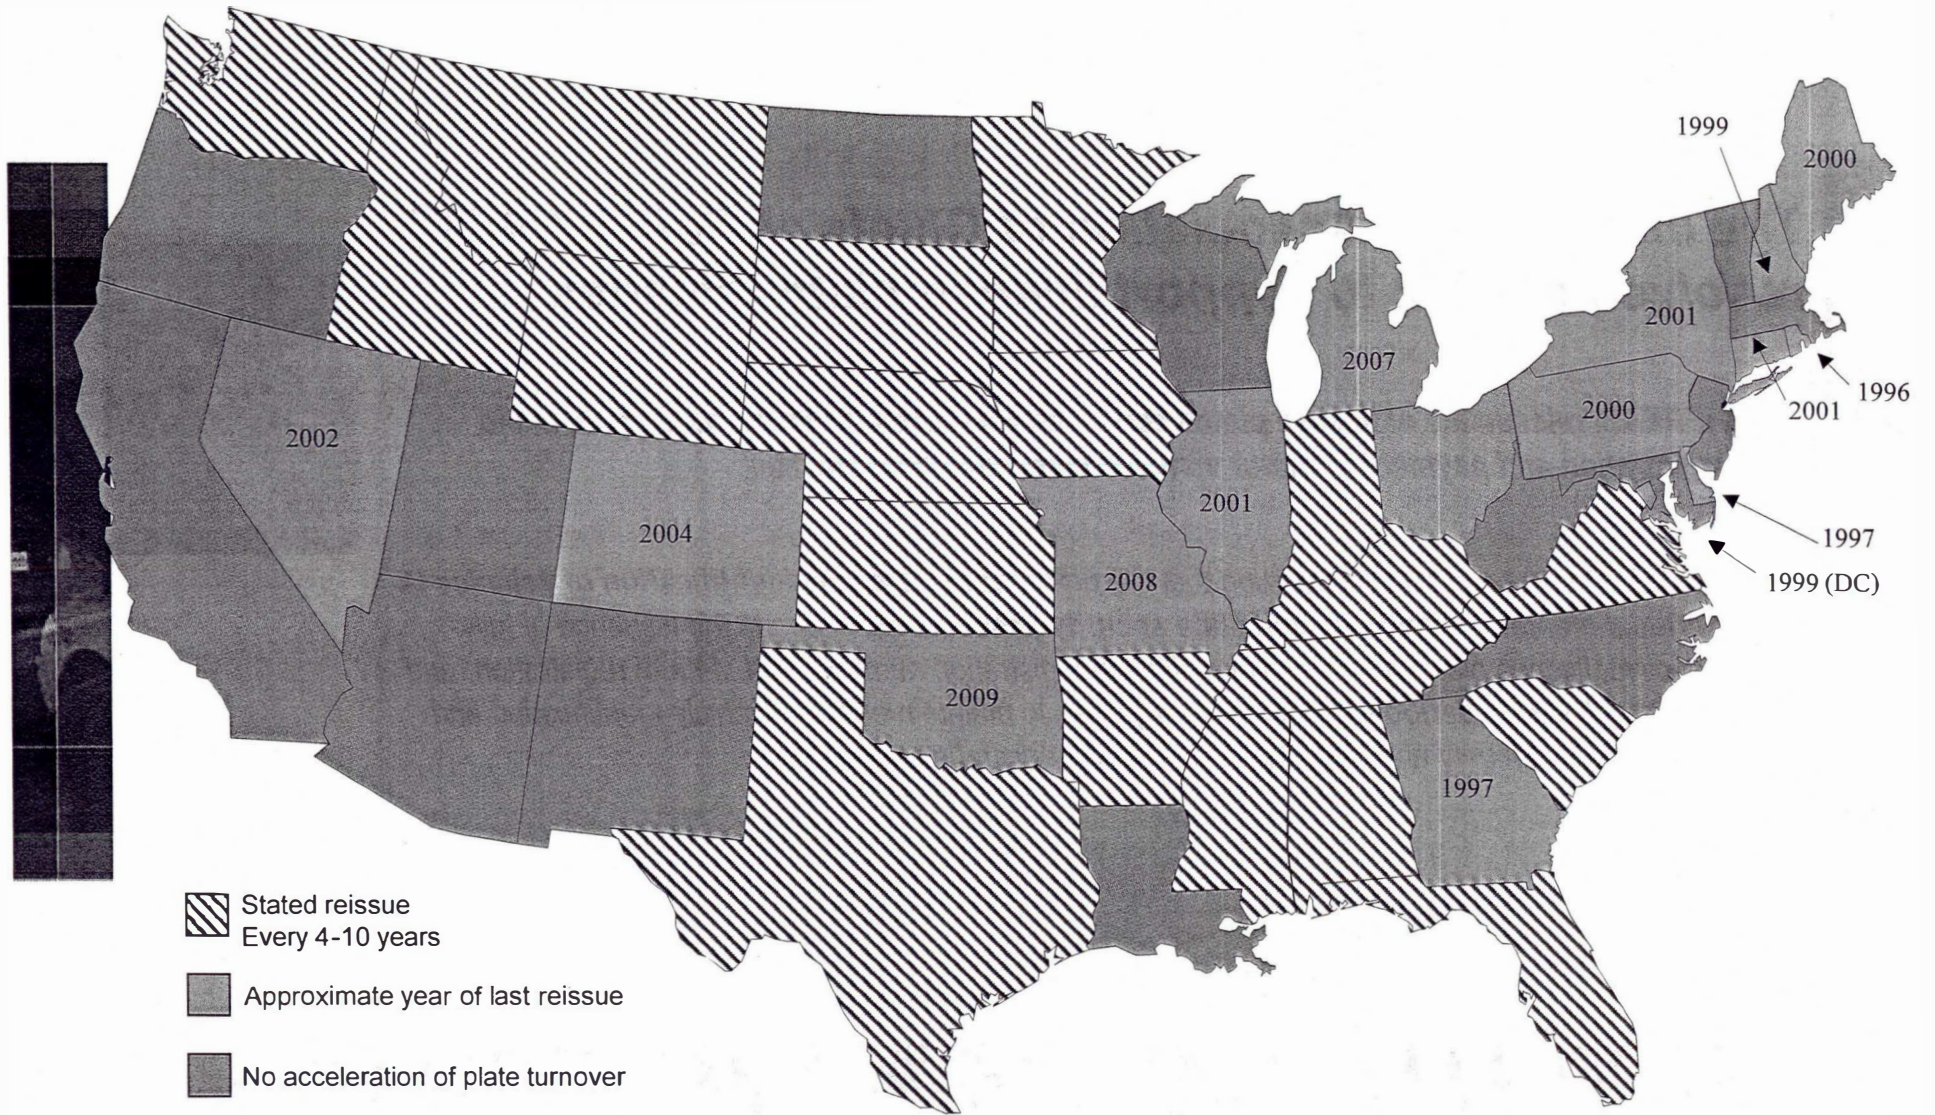 1999
2000
2001
2007
1996
2001
2000
2002
2001
1997
2004
1999 (DC)
2008
2009
1997
Stated reissue
Every 4-10 years
Approximate year of last reissue
No acceleration of plate turnover